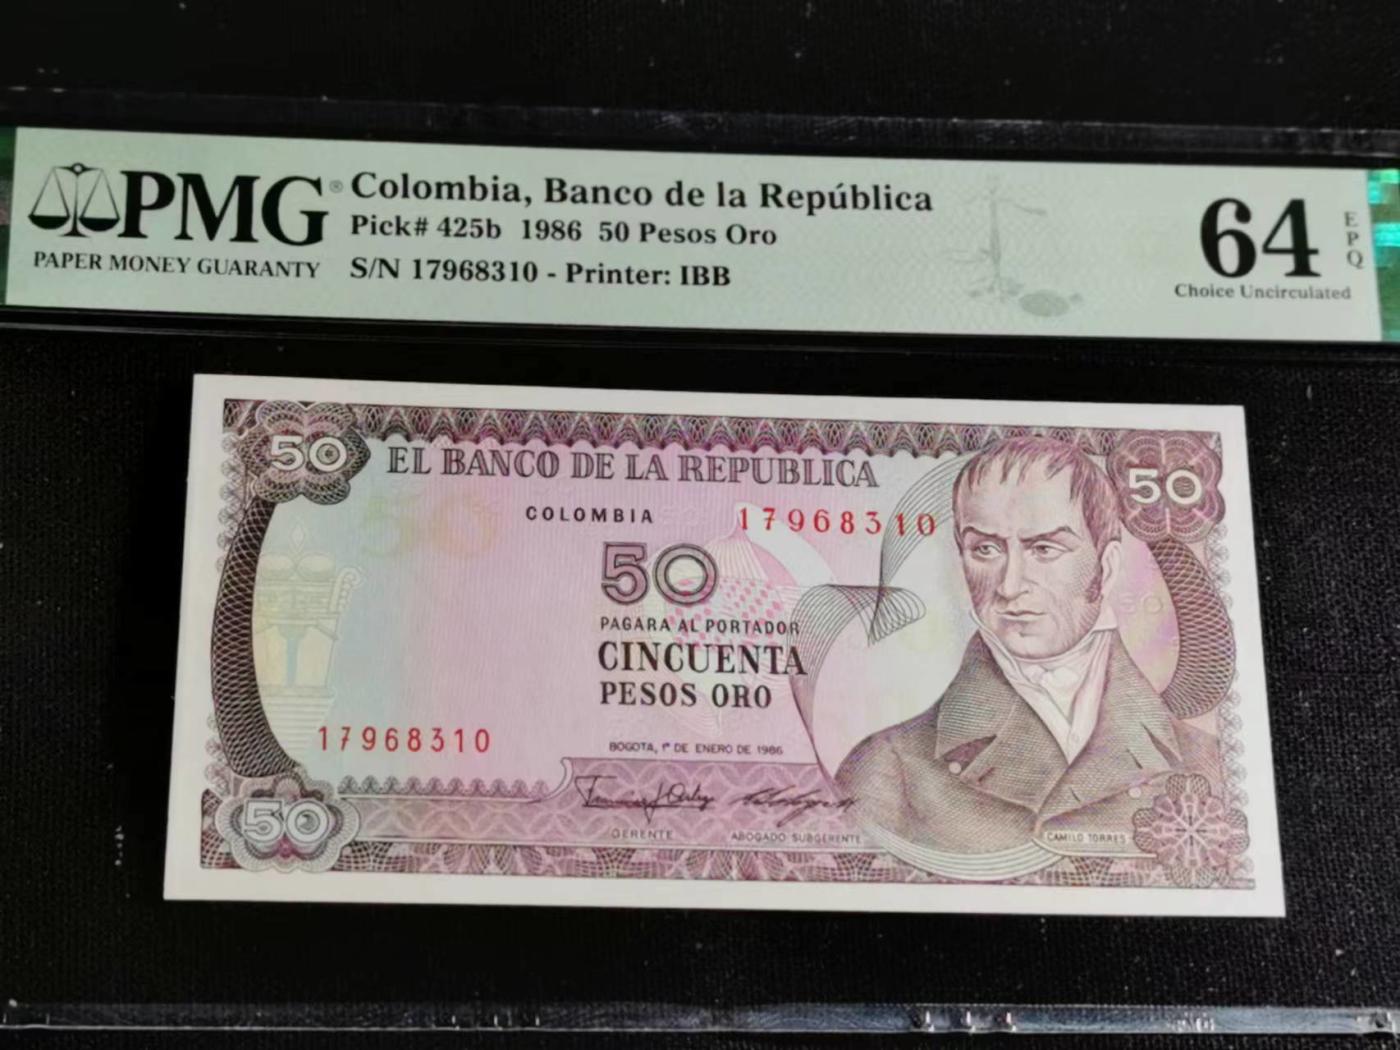 PMG®
PAPER MONEY GUARANTY
Colombia, Banco de la República
Pick# 425b 1986 50 Pesos Oro
S/N 17968310 - Printer: IBB
64
EPQ
Choice Uncirculated
50
EL BANCO DE LA REPUBLICA
50
COLOMBIA
17968310
50
PAGARA AL PORTADOR
CINCUENTA
PESOS ORO
17968310
BOGOTA, 1º DE ENERO DE 1986
50
GERENTE
ABOGADO SUBGERENTE
CAMILO TORRES